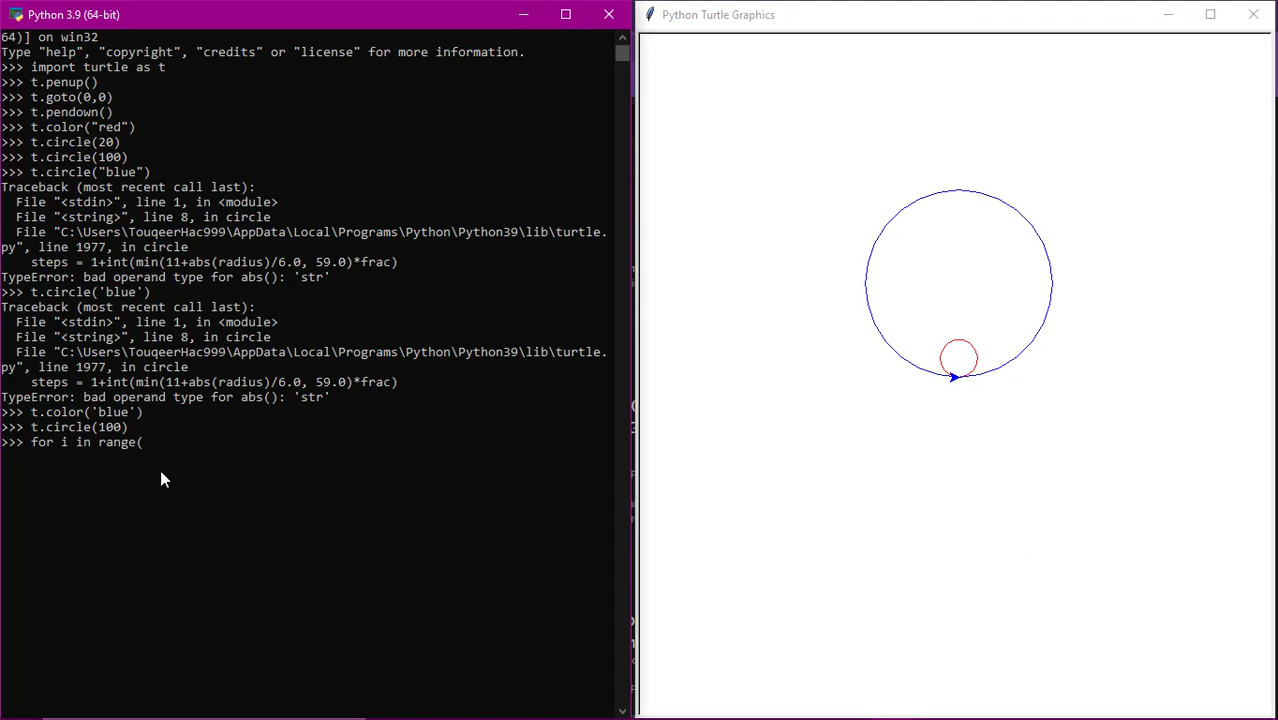 Python 3.9 (64-bit)
64)] on win32
Type "help", "copyright", "credits" or "license" for more information.
>>> import turtle as t
>>> t.penup()
>>> t.goto(0,0)
>>> t.pendown()
>>> t.color("red")
>>> t.circle(20)
>>> t.circle(100)
>>> t.circle("blue")
Traceback (most recent call last):
  File "<stdin>", line 1, in <module>
  File "<string>", line 8, in circle
  File "C:\Users\TouqeerHac999\AppData\Local\Programs\Python\Python39\lib\turtle.
py", line 1977, in circle
    steps = 1+int(min(11+abs(radius)/6.0, 59.0)*frac)
TypeError: bad operand type for abs(): 'str'
>>> t.circle('blue')
Traceback (most recent call last):
  File "<stdin>", line 1, in <module>
  File "<string>", line 8, in circle
  File "C:\Users\TouqeerHac999\AppData\Local\Programs\Python\Python39\lib\turtle.
py", line 1977, in circle
    steps = 1+int(min(11+abs(radius)/6.0, 59.0)*frac)
TypeError: bad operand type for abs(): 'str'
>>> t.color('blue')
>>> t.circle(100)
>>> for i in range(
Python Turtle Graphics